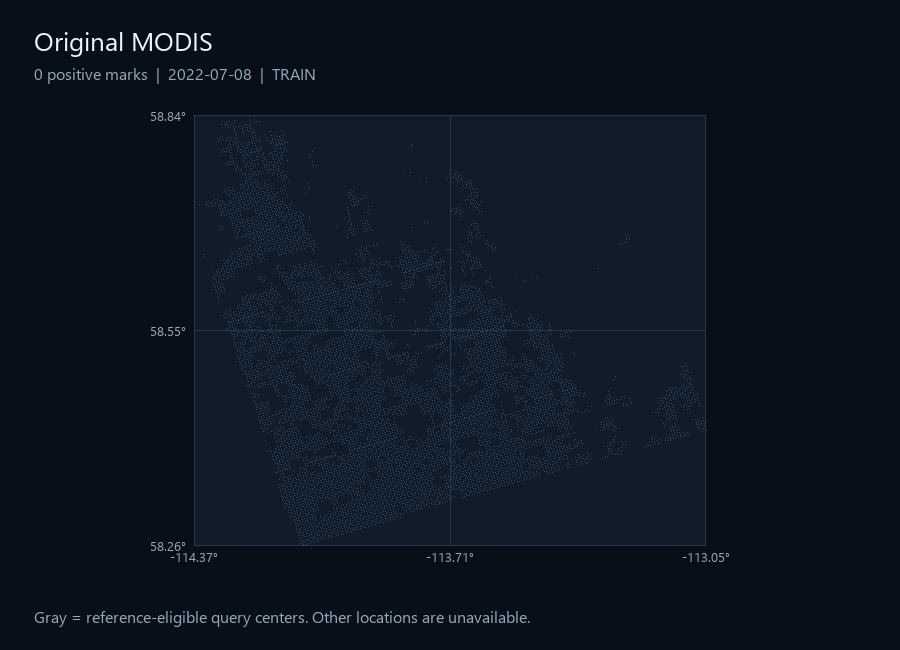 Original MODIS
0 positive marks | 2022-07-08 | TRAIN
58.84°
58.55°
58.26°
-114.37°
-113.71°
-113.05°
Gray = reference-eligible query centers. Other locations are unavailable.